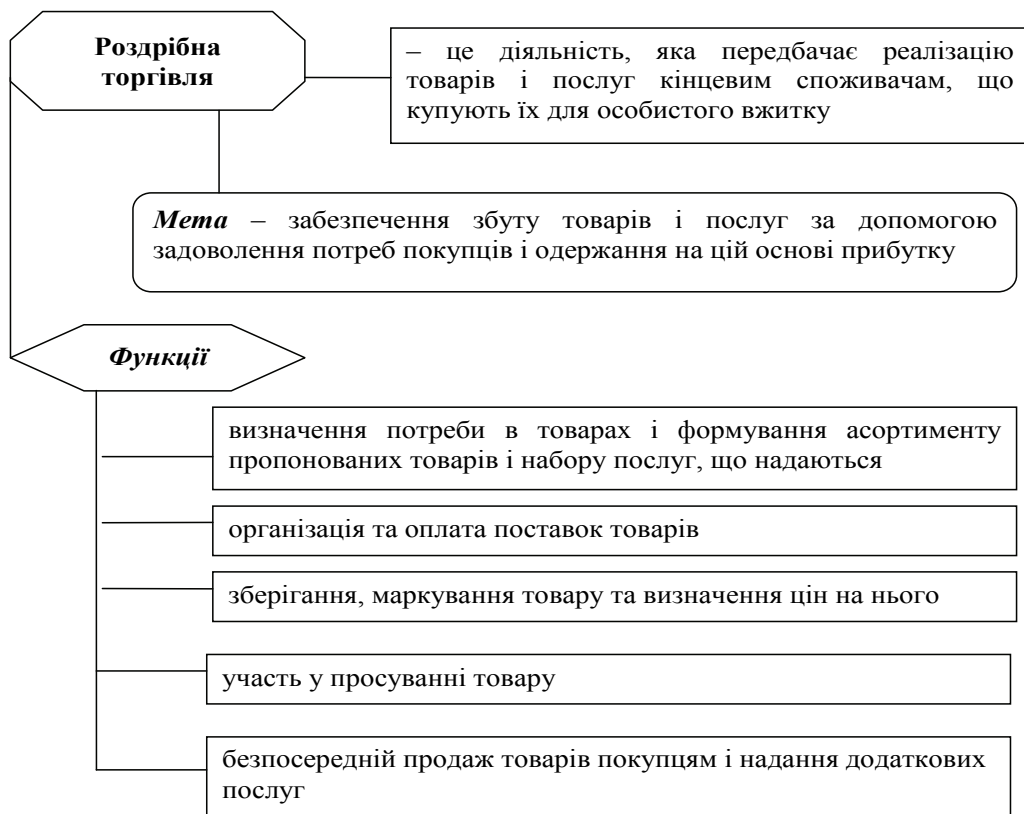 Роздрібна
торгівля
– це діяльність, яка передбачає реалізацію
товарів і послуг кінцевим споживачам, що
купують їх для особистого вжитку
Мета – забезпечення збуту товарів і послуг за допомогою
задоволення потреб покупців і одержання на цій основі прибутку
Функції
визначення потреби в товарах і формування асортименту
пропонованих товарів і набору послуг, що надаються
організація та оплата поставок товарів
зберігання, маркування товару та визначення цін на нього
участь у просуванні товару
безпосередній продаж товарів покупцям і надання додаткових
послуг